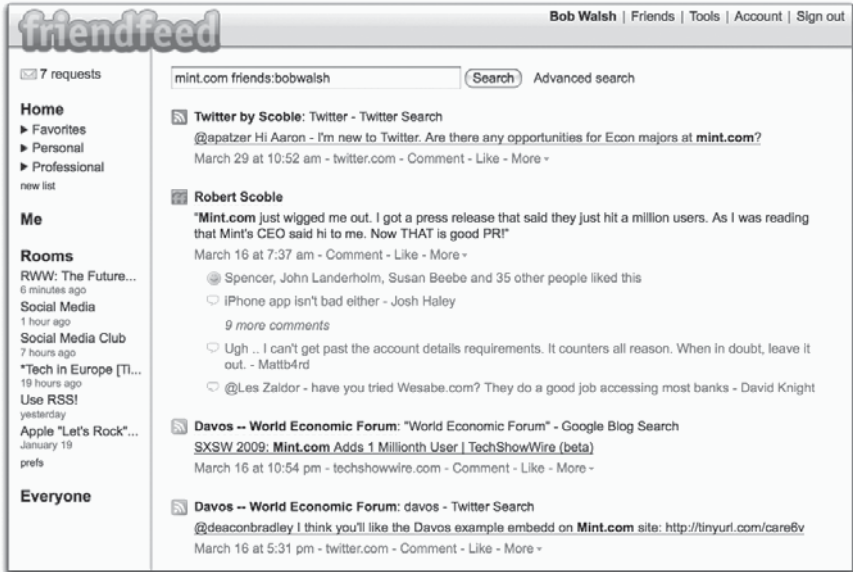 friendfeed
Bob Walsh | Friends | Tools | Account | Sign out
7 requests
Home
Favorites
Personal
Professional
new list
Me
Rooms
RWW: The Future...
6 minutes ago
Social Media
1 hour ago
Social Media Club
7 hours ago
*Tech in Europe [Ti...
19 hours ago
Use RSS!
yesterday
Apple "Let's Rock"...
January 19
prefs
Everyone
mint.com friends:bobwalsh
Search
Advanced search
Twitter by Scoble: Twitter - Twitter Search
@apatzer Hi Aaron - I'm new to Twitter. Are there any opportunities for Econ majors at mint.com?
March 29 at 10:52 am - twitter.com - Comment - Like - More
Robert Scoble
"Mint.com just wigged me out. I got a press release that said they just hit a million users. As I was reading
that Mint's CEO said hi to me. Now THAT is good PR!"
March 16 at 7:37 am - Comment - Like - More
Spencer, John Landerholm, Susan Beebe and 35 other people liked this
iPhone app isn't bad either - Josh Haley
9 more comments
Ugh .. I can't get past the account details requirements. It counters all reason. When in doubt, leave it
out. - Mattb4rd
@Les Zaldor - have you tried Wesabe.com? They do a good job accessing most banks - David Knight
Davos -- World Economic Forum: "World Economic Forum" - Google Blog Search
SXSW 2009: Mint.com Adds 1 Millionth User | TechShowWire (beta)
March 16 at 10:54 pm - techshowwire.com - Comment - Like - More
Davos -- World Economic Forum: davos - Twitter Search
@deaconbradley I think you'll like the Davos example embedd on Mint.com site: http://tinyurl.com/care6v
March 16 at 5:31 pm - twitter.com - Comment - Like - More